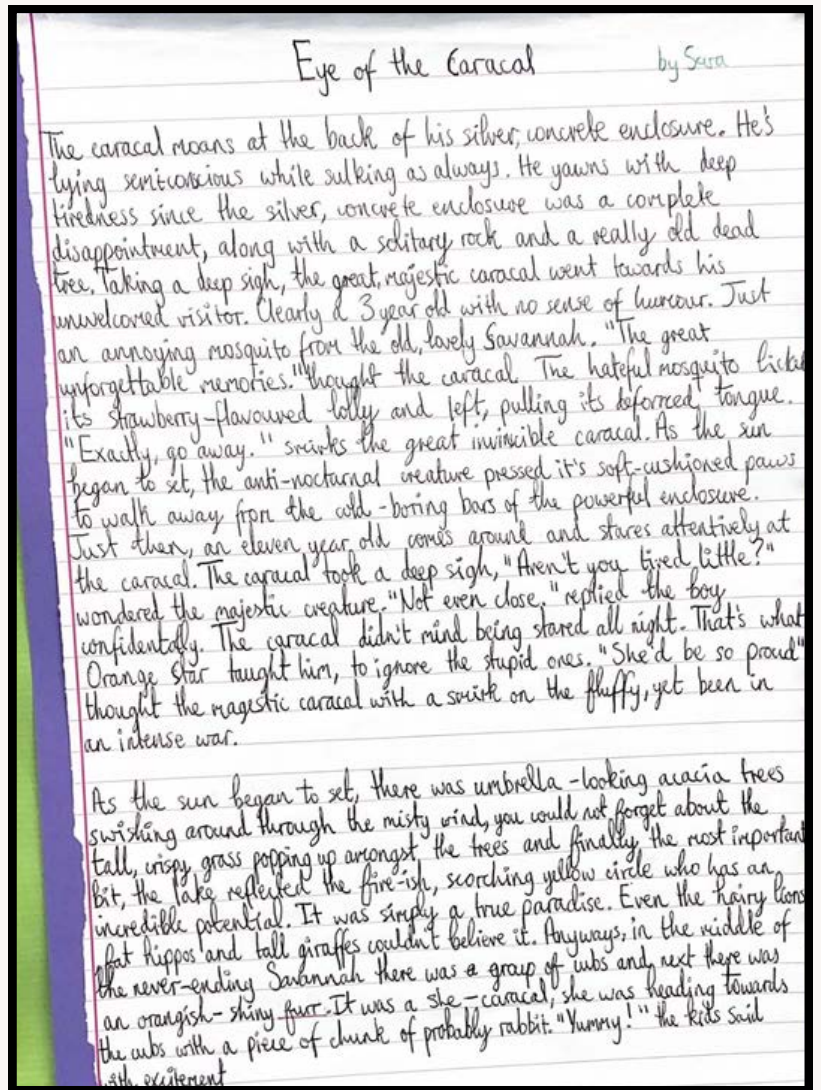 Eye of the Caracal
by Sara
The caracal moans at the back of his silver, concrete enclosure. He's
lying semiconscious while sulking as always. He yawns with deep
tiredness since the silver, concrete enclosure was a complete
disappointment, along with a solitary rock and a really old dead
tree. Taking a deep sigh, the great, majestic caracal went towards his
unwelcomed visitor. Clearly a 3 year old with no sense of humour. Just
an annoying mosquito from the old, lovely Savannah. "The great
unforgettable memories." thought the caracal. The hateful mosquito licked
its strawberry-flavoured lolly and left, pulling its deformed tongue.
"Exactly, go away." smirks the great invincible caracal. As the sun
began to set, the anti-noctarnal creature pressed it's soft-cushioned paws
to walk away from the cold-boring bars of the powerful enclosure.
Just then, an eleven year old comes around and stares attentively at
the caracal. The caracal took a deep sigh, "Aren't you tired, little?"
wondered the majestic creature. "Not even close," replied the boy
confidentally. The caracal didn't mind being stared all night. That's what
Orange Star taught him, to ignore the stupid ones. "She'd be so proud"
thought the magestic caracal with a smirk on the fluffy, yet been in
an intense war.
As the sun began to set, there was umbrella-looking acacia trees
swishing around through the misty wind, you could not forget about the
tall, crispy grass popping up amongst the trees and finally, the most important
bit, the lake reflected the fire-ish, scorching yellow circle who has an
incredible potential. It was simply a true paradise. Even the hairy lions
fat hippos and tall giraffes couldn't believe it. Anyways, in the middle of
the never-ending Savannah there was a group of cubs and next there was
an orangish-shiny furr. It was a she-caracal, she was heading towards
the cubs with a piece of chunk of probably rabbit. "Yummy!" the kids said
with excitement